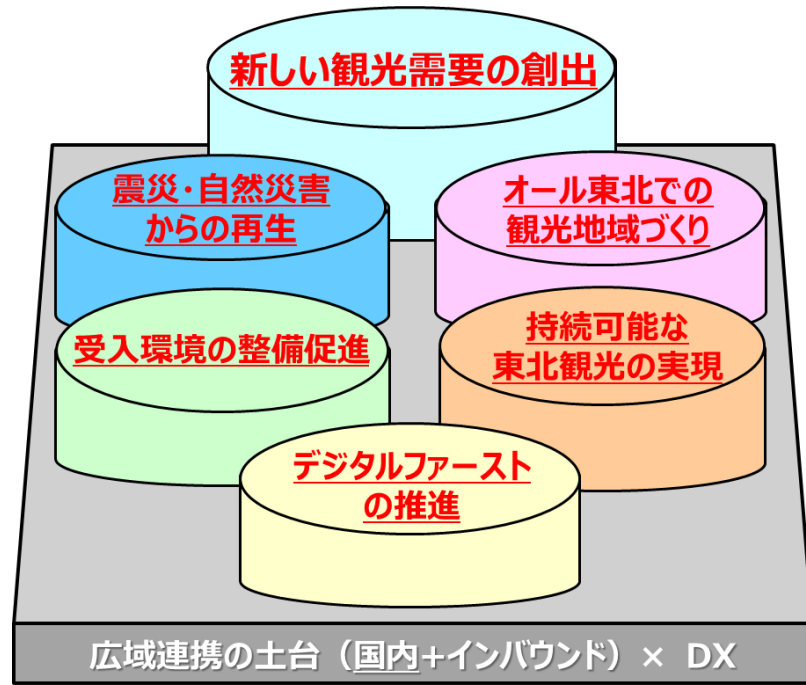 新しい観光需要の創出
震災・自然災害
からの再生
オール東北での
観光地域づくり
受入環境の整備促進
持続可能な
東北観光の実現
デジタルファースト
の推進
広域連携の土台（国内+インバウンド）× DX